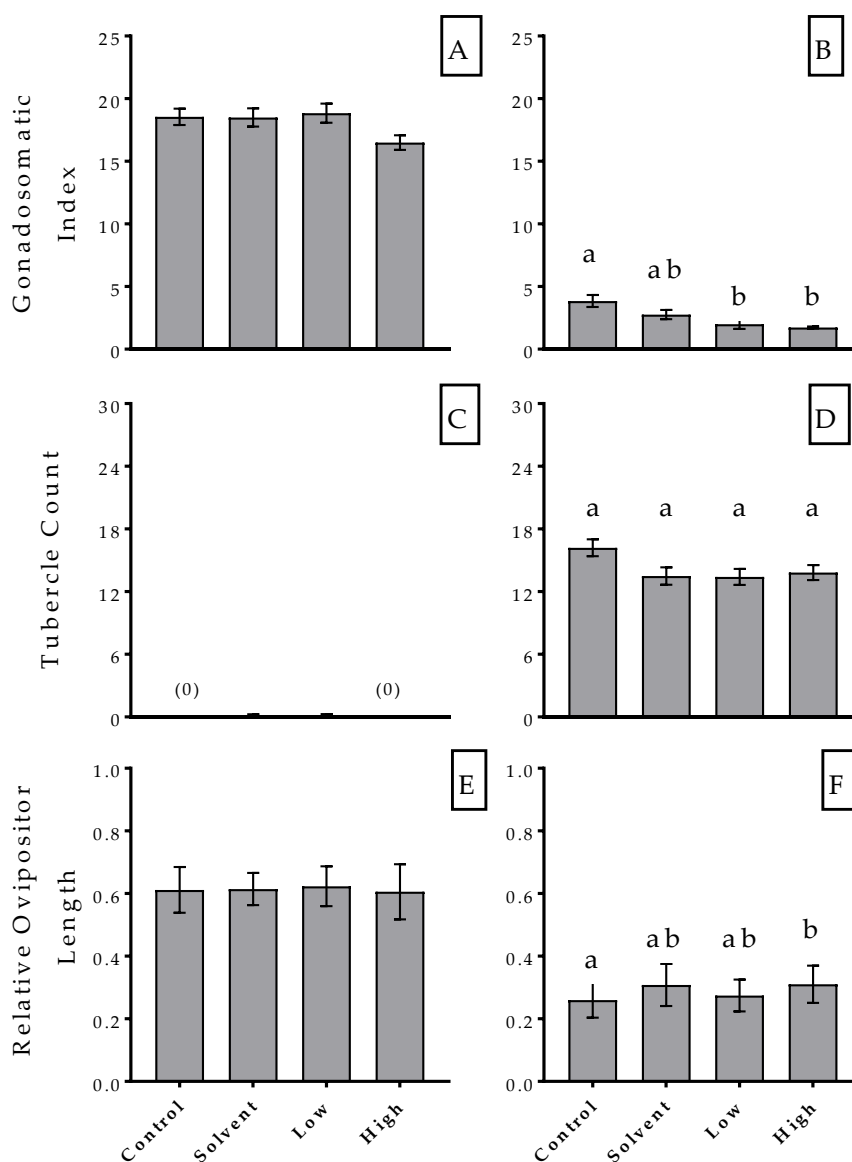 A
B
Gonadosomatic
Index
25
20
15
10
5
0
25
20
15
10
5
0
a
a b
b
b
C
D
Tubercle Count
30
24
18
12
6
0
(0)
(0)
30
24
18
12
6
0
a
a
a
a
E
F
Relative Ovipositor
Length
1.0
0.8
0.6
0.4
0.2
0.0
1.0
0.8
0.6
0.4
0.2
0.0
a
a b
a b
b
Control
Solvent
Low
High
Control
Solvent
Low
High